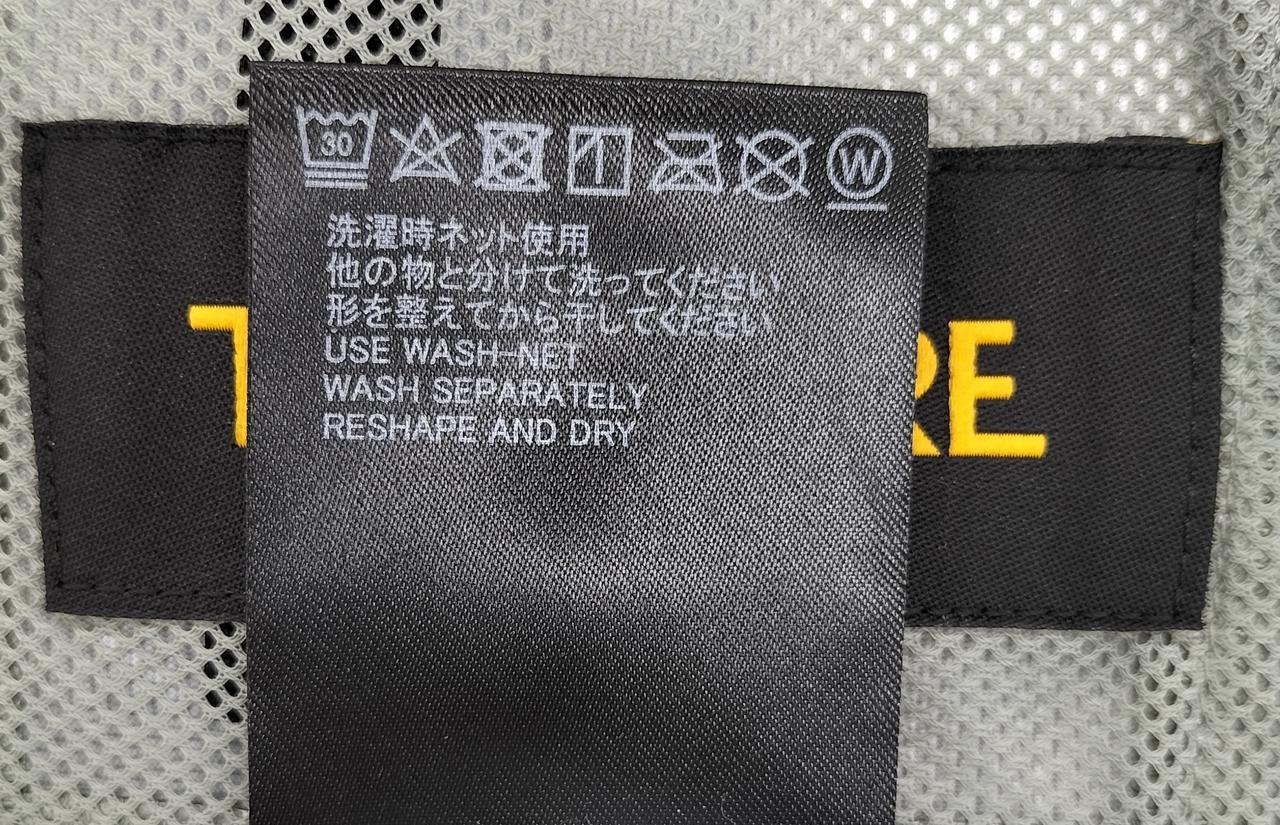 30 W
洗濯時ネット使用
他の物と分けて洗ってください
形を整えてから干してください
USE WASH-NET
WASH SEPARATELY
RESHAPE AND DRY